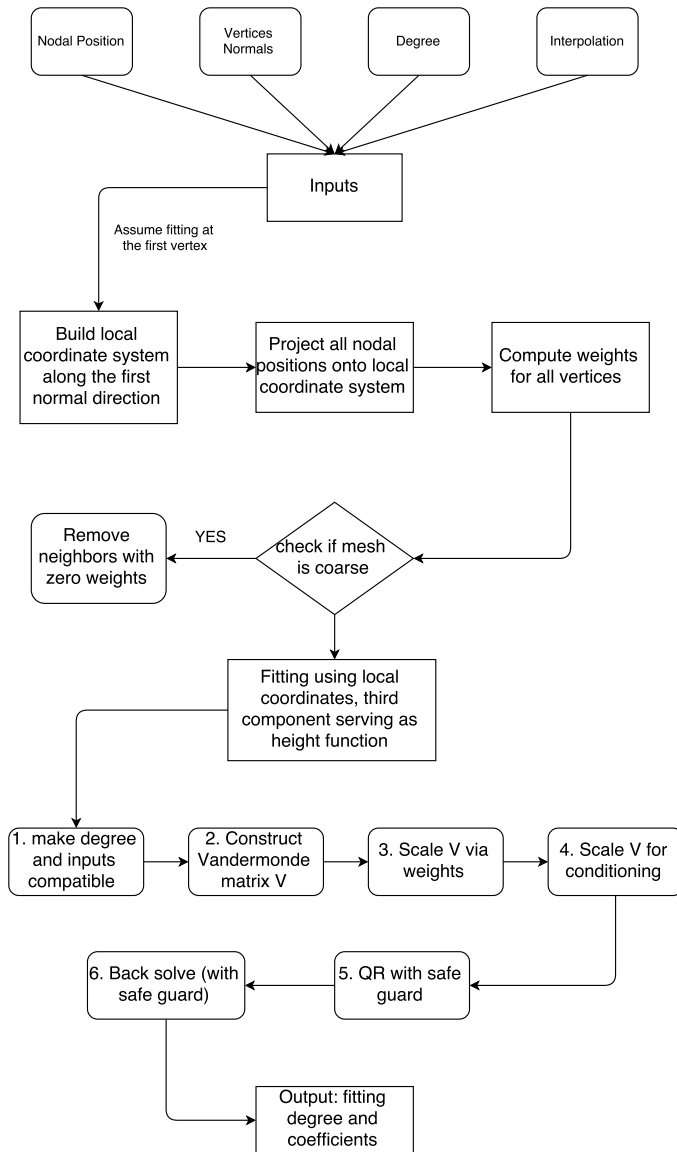 Nodal Position
Vertices
Normals
Degree
Interpolation
Inputs
Assume fitting at
the first vertex
Build local
coordinate system
along the first
normal direction
Project all nodal
positions onto local
coordinate system
Compute weights
for all vertices
Remove
neighbors with
zero weights
YES
check if mesh
is coarse
Fitting using local
coordinates, third
component serving as
height function
1. make degree
and inputs
compatible
2. Construct
Vandermonde
matrix V
3. Scale V via
weights
4. Scale V for
conditioning
6. Back solve (with
safe guard)
5. QR with safe
guard
Output: fitting
degree and
coefficients